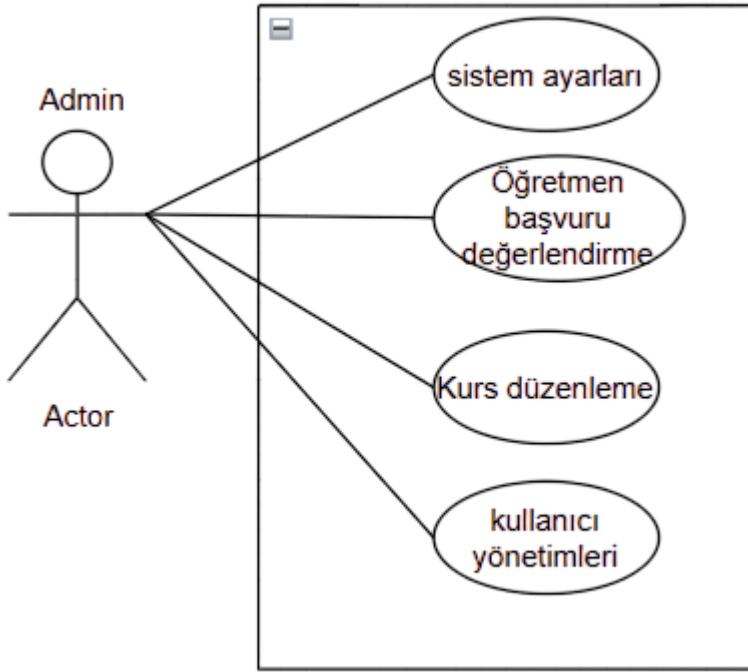 Admin
Actor
sistem ayarları
Öğretmen
başvuru
değerlendirme
Kurs düzenleme
kullanıcı
yönetimleri